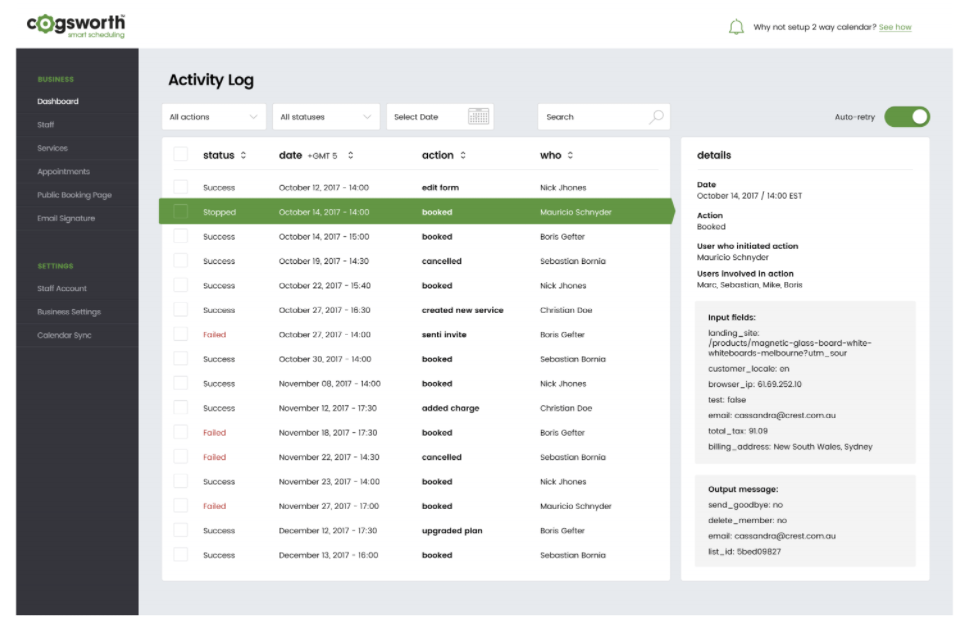 cogsworth™
smart scheduling
Why not setup 2 way calendar? See how
BUSINESS
Dashboard
Staff
Services
Appointments
Public Booking Page
Email Signature
SETTINGS
Staff Account
Business Settings
Calendar Sync
Activity Log
All actions All statuses Select Date Search Auto-retry
status date +GMT 5 action who
Success October 12, 2017 - 14:00 edit form Nick Jhones
Stopped October 14, 2017 - 14:00 booked Mauricio Schnyder
Success October 14, 2017 - 15:00 booked Boris Gefter
Success October 19, 2017 - 14:30 cancelled Sebastian Bornia
Success October 22, 2017 - 15:40 booked Nick Jhones
Success October 27, 2017 - 16:30 created new service Christian Doe
Failed October 27, 2017 - 14:00 senti invite Boris Gefter
Success October 30, 2017 - 14:00 booked Sebastian Bornia
Success November 08, 2017 - 14:00 booked Nick Jhones
Success November 12, 2017 - 17:30 added charge Christian Doe
Failed November 18, 2017 - 17:30 booked Boris Gefter
Failed November 22, 2017 - 14:30 cancelled Sebastian Bornia
Success November 23, 2017 - 14:00 booked Nick Jhones
Failed November 27, 2017 - 17:00 booked Mauricio Schnyder
Success December 12, 2017 - 17:30 upgraded plan Boris Gefter
Success December 13, 2017 - 16:00 booked Sebastian Bornia
details
Date
October 14, 2017 / 14:00 EST
Action
Booked
User who initiated action
Mauricio Schnyder
Users involved in action
Marc, Sebastian, Mike, Boris
Input fields:
landing_site:
/products/magnetic-glass-board-white-
whiteboards-melbourne?utm_sour
customer_locale: en
browser_ip: 61.69.252.10
test: false
email: cassandra@crest.com.au
total_tax: 91.09
billing_address: New South Wales, Sydney
Output message:
send_goodbye: no
delete_member: no
email: cassandra@crest.com.au
list_id: 5bed09827